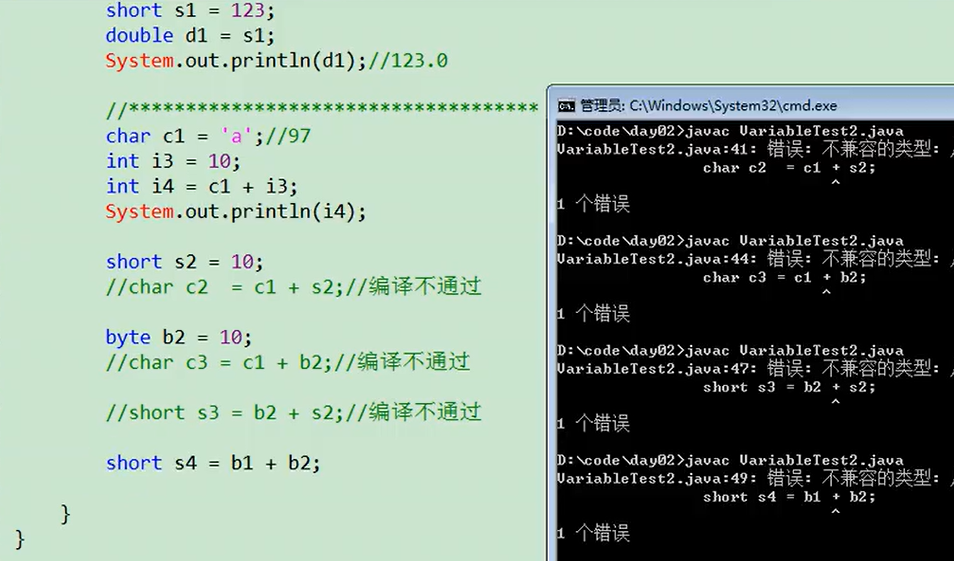 short s1 = 123;
double d1 = s1;
System.out.println(d1);//123.0
//************************************
char c1 = 'a';//97
int i3 = 10;
int i4 = c1 + i3;
System.out.println(i4);
short s2 = 10;
//char c2  = c1 + s2;//编译不通过
byte b2 = 10;
//char c3 = c1 + b2;//编译不通过
//short s3 = b2 + s2;//编译不通过
short s4 = b1 + b2;
}
}
管理员: C:\Windows\System32\cmd.exe
D:\code\day02>javac VariableTest2.java
VariableTest2.java:41: 错误: 不兼容的类型:
char c2  = c1 + s2;
^
1 个错误
D:\code\day02>javac VariableTest2.java
VariableTest2.java:44: 错误: 不兼容的类型:
char c3 = c1 + b2;
^
1 个错误
D:\code\day02>javac VariableTest2.java
VariableTest2.java:47: 错误: 不兼容的类型:
short s3 = b2 + s2;
^
1 个错误
D:\code\day02>javac VariableTest2.java
VariableTest2.java:49: 错误: 不兼容的类型:
short s4 = b1 + b2;
^
1 个错误